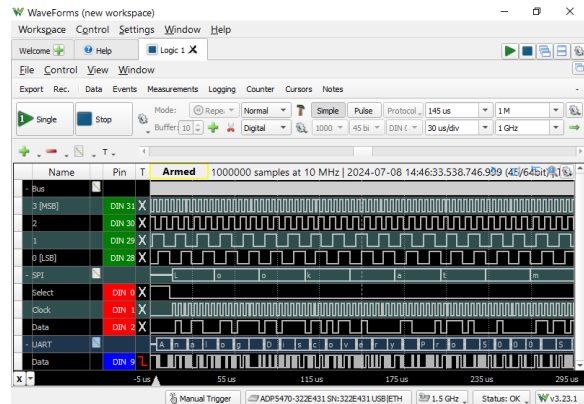 WaveForms (new workspace)
Workspace Control Settings Window Help
Welcome Help Logic 1
File Control View Window
Export Rec. Data Events Measurements Logging Counter Cursors Notes
Single Stop Mode: Repe. Normal Simple Pulse Protocol 145 us 1 M
Buffer: 10 Digital 1000 45 bi DIN ( 30 us/div 1 GHz
T
Name Pin T Armed 1000000 samples at 10 MHz | 2024-07-08 14:46:33.538.746.999
- Bus
3 [MSB] DIN 31 X
2 DIN 30 X
1 DIN 29 X
0 [LSB] DIN 28 X
- SPI L o o k a t m
Select DIN 0 X
Clock DIN 1 X
Data DIN 2 X
- UART A n a l o g D i s c o v e r y P r o 5 0 0 0 S
Data DIN 9
X -5 us 55 us 115 us 175 us 235 us 295 us
Manual Trigger ADP5470-322E431 SN:322E431 USB|ETH 1.5 GHz Status: OK v3.23.1